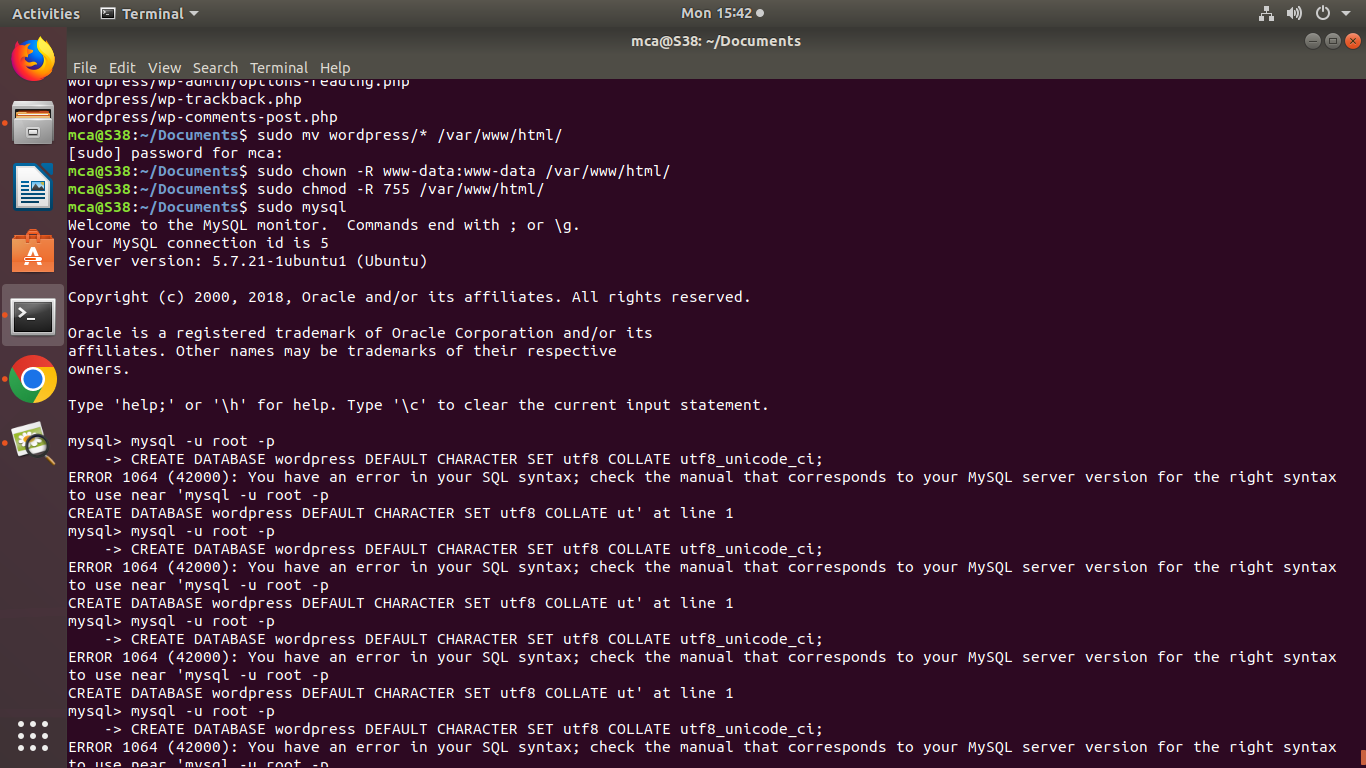 Activities Terminal Mon 15:42
mca@S38: ~/Documents
File Edit View Search Terminal Help
wordpress/wp-admin/options-reading.php
wordpress/wp-trackback.php
wordpress/wp-comments-post.php
mca@S38:~/Documents$ sudo mv wordpress/* /var/www/html/
[sudo] password for mca:
mca@S38:~/Documents$ sudo chown -R www-data:www-data /var/www/html/
mca@S38:~/Documents$ sudo chmod -R 755 /var/www/html/
mca@S38:~/Documents$ sudo mysql
Welcome to the MySQL monitor.  Commands end with ; or \g.
Your MySQL connection id is 5
Server version: 5.7.21-1ubuntu1 (Ubuntu)
Copyright (c) 2000, 2018, Oracle and/or its affiliates. All rights reserved.
Oracle is a registered trademark of Oracle Corporation and/or its
affiliates. Other names may be trademarks of their respective
owners.
Type 'help;' or '\h' for help. Type '\c' to clear the current input statement.
mysql> mysql -u root -p
    -> CREATE DATABASE wordpress DEFAULT CHARACTER SET utf8 COLLATE utf8_unicode_ci;
ERROR 1064 (42000): You have an error in your SQL syntax; check the manual that corresponds to your MySQL server version for the right syntax
to use near 'mysql -u root -p
CREATE DATABASE wordpress DEFAULT CHARACTER SET utf8 COLLATE ut' at line 1
mysql> mysql -u root -p
    -> CREATE DATABASE wordpress DEFAULT CHARACTER SET utf8 COLLATE utf8_unicode_ci;
ERROR 1064 (42000): You have an error in your SQL syntax; check the manual that corresponds to your MySQL server version for the right syntax
to use near 'mysql -u root -p
CREATE DATABASE wordpress DEFAULT CHARACTER SET utf8 COLLATE ut' at line 1
mysql> mysql -u root -p
    -> CREATE DATABASE wordpress DEFAULT CHARACTER SET utf8 COLLATE utf8_unicode_ci;
ERROR 1064 (42000): You have an error in your SQL syntax; check the manual that corresponds to your MySQL server version for the right syntax
to use near 'mysql -u root -p
CREATE DATABASE wordpress DEFAULT CHARACTER SET utf8 COLLATE ut' at line 1
mysql> mysql -u root -p
    -> CREATE DATABASE wordpress DEFAULT CHARACTER SET utf8 COLLATE utf8_unicode_ci;
ERROR 1064 (42000): You have an error in your SQL syntax; check the manual that corresponds to your MySQL server version for the right syntax
to use near 'mysql -u root -p